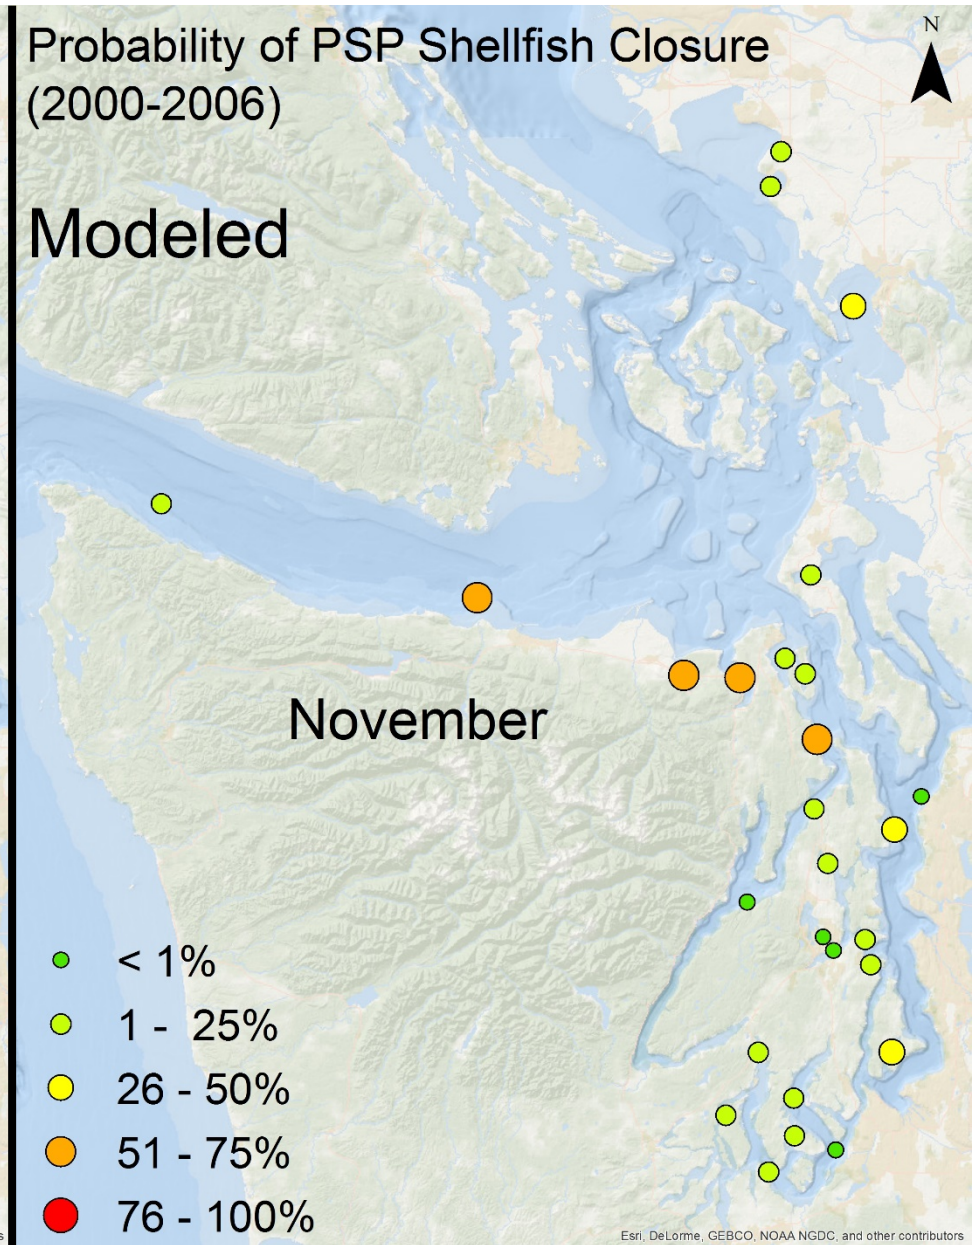 Probability of PSP Shellfish Closure
(2000-2006)
N
Modeled
November
< 1%
1 - 25%
26 - 50%
51 - 75%
76 - 100%
s
Esri, DeLorme, GEBCO, NOAA NGDC, and other contributors